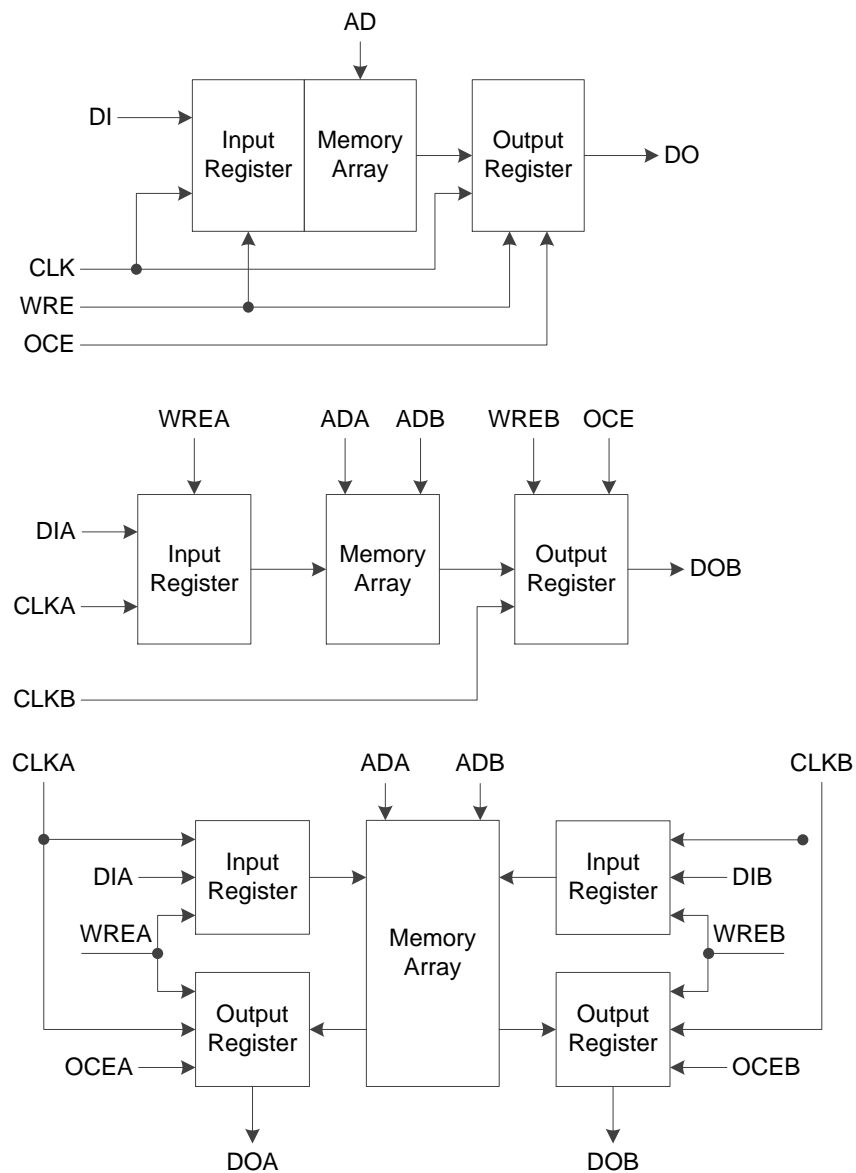 AD
DI
Input
Register
Memory
Array
Output
Register
DO
CLK
WRE
OCE
WREA
ADA
ADB
WREB
OCE
DIA
Input
Register
Memory
Array
Output
Register
DOB
CLKA
CLKB
CLKA
ADA
ADB
CLKB
Input
Register
Input
Register
DIA
DIB
WREA
Memory
Array
WREB
Output
Register
Output
Register
OCEA
OCEB
DOA
DOB